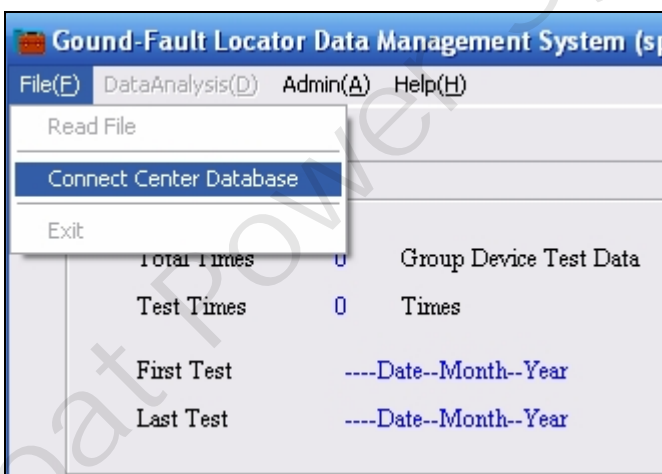 Gound-Fault Locator Data Management System (s
File(F) DataAnalysis(D) Admin(A) Help(H)
Read File
Connect Center Database
Exit
Total Times 0 Group Device Test Data
Test Times 0 Times
First Test ----Date--Month--Year
Last Test ----Date--Month--Year